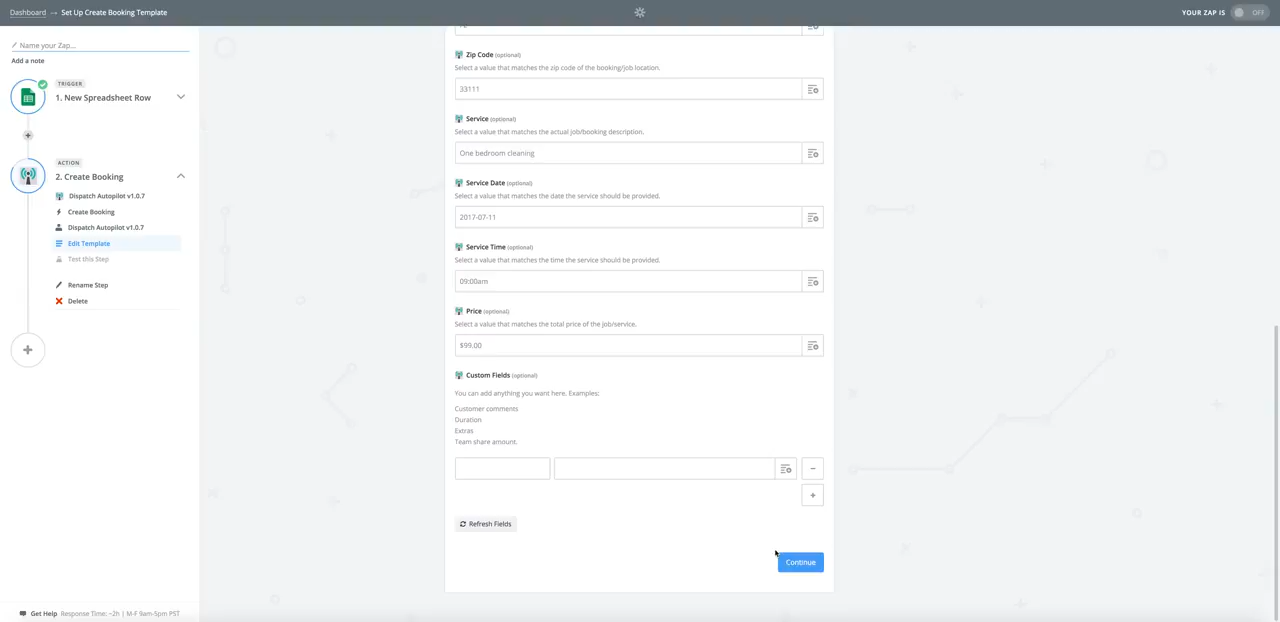 Dashboard → Set Up Create Booking Template
YOUR ZAP IS OFF
Name your Zap...
Add a note
TRIGGER
1. New Spreadsheet Row
ACTION
2. Create Booking
Dispatch Autopilot v1.0.7
Create Booking
Dispatch Autopilot v1.0.7
Edit Template
Test this Step
Rename Step
Delete
Get Help Response Time: ~2h | M-F 9am-5pm PST
Zip Code (optional)
Select a value that matches the zip code of the booking/job location.
33111
Service (optional)
Select a value that matches the actual job/booking description.
One bedroom cleaning
Service Date (optional)
Select a value that matches the date the service should be provided.
2017-07-11
Service Time (optional)
Select a value that matches the time the service should be provided.
09:00am
Price (optional)
Select a value that matches the total price of the job/service.
$99.00
Custom Fields (optional)
You can add anything you want here. Examples:
Customer comments
Duration
Extras
Team share amount.
Refresh Fields
Continue